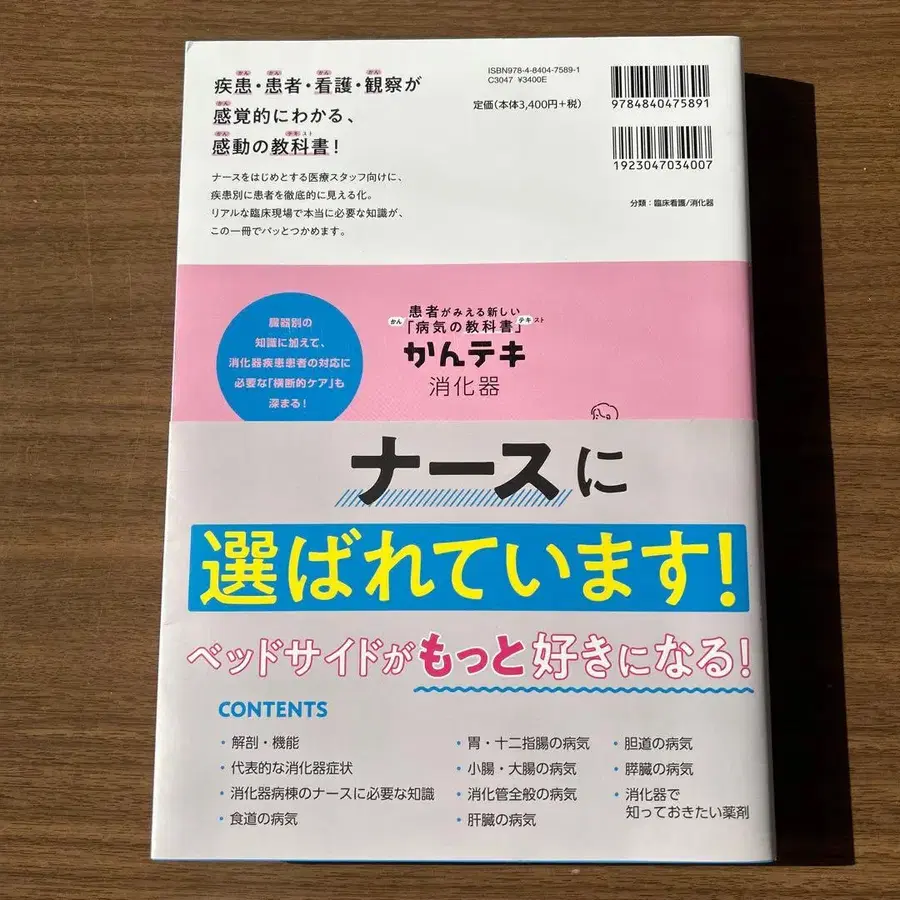 疾患・患者・看護・観察が
感覚的にわかる、
感動の教科書！
ナースをはじめとする医療スタッフ向けに、
疾患別に患者を徹底的に見える化。
リアルな臨床現場で本当に必要な知識が、
この一冊でパッとつかめます。
ISBN978-4-8404-7589-1
C3047 ¥3400E
定価（本体3,400円+税）
9784840475891
1923047034007
分類：臨床看護/消化器
臓器別の
知識に加えて、
消化器疾患患者の対応に
必要な「横断的ケア」も
深まる！
患者がみえる新しい
「病気の教科書」
かんテキ
消化器
ナースに
選ばれています！
ベッドサイドがもっと好きになる！
CONTENTS
・解剖・機能
・代表的な消化器症状
・消化器病棟のナースに必要な知識
・食道の病気
・胃・十二指腸の病気
・小腸・大腸の病気
・消化管全般の病気
・肝臓の病気
・胆道の病気
・膵臓の病気
・消化器で
知っておきたい薬剤